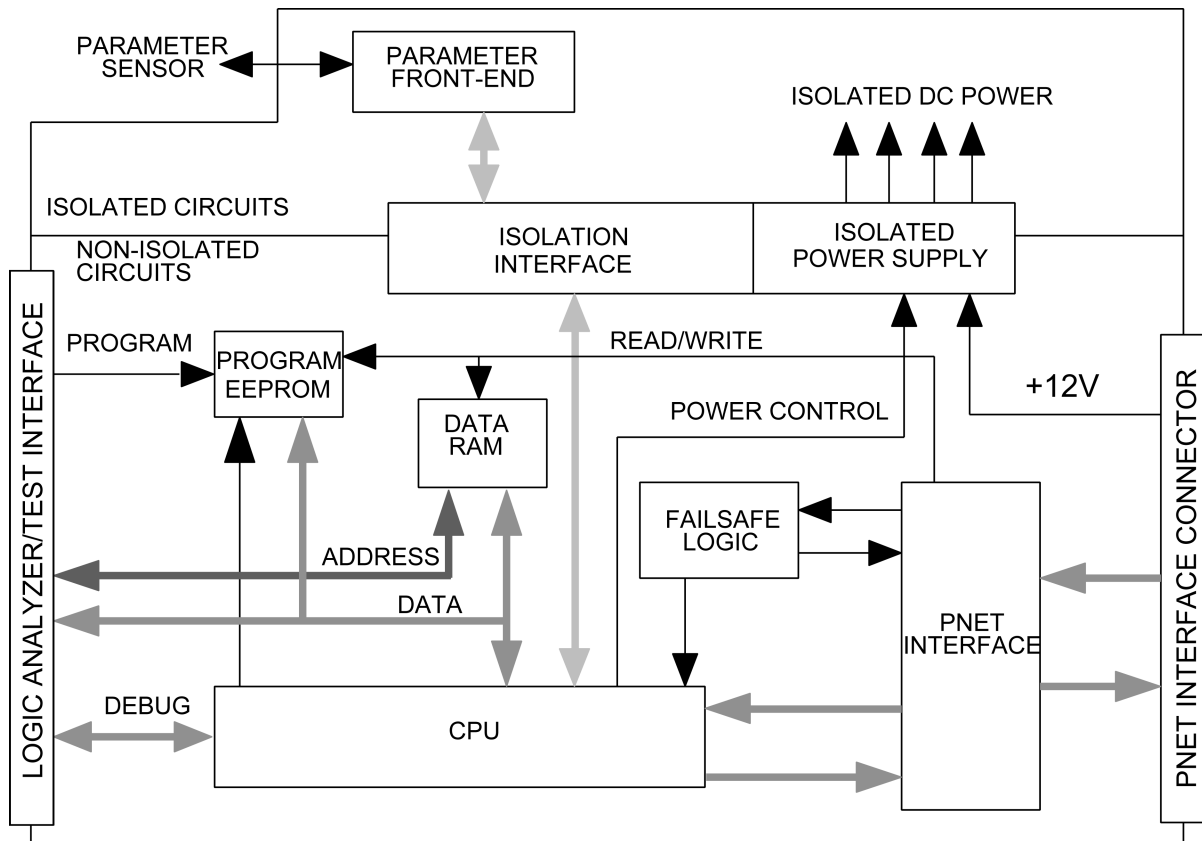 PARAMETER
SENSOR
PARAMETER
FRONT-END
ISOLATED DC POWER
ISOLATED CIRCUITS
NON-ISOLATED
CIRCUITS
ISOLATION
INTERFACE
ISOLATED
POWER SUPPLY
PROGRAM
PROGRAM
EEPROM
READ/WRITE
+12V
POWER CONTROL
DATA
RAM
FAILSAFE
LOGIC
ADDRESS
DATA
PNET
INTERFACE
DEBUG
CPU
LOGIC ANALYZER/TEST INTERFACE
PNET INTERFACE CONNECTOR